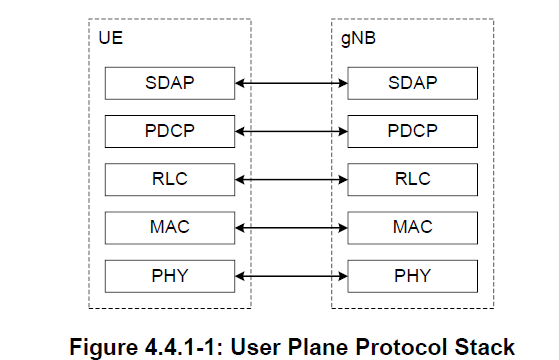 UE gNB
SDAP SDAP
PDCP PDCP
RLC RLC
MAC MAC
PHY PHY
Figure 4.4.1-1: User Plane Protocol Stack